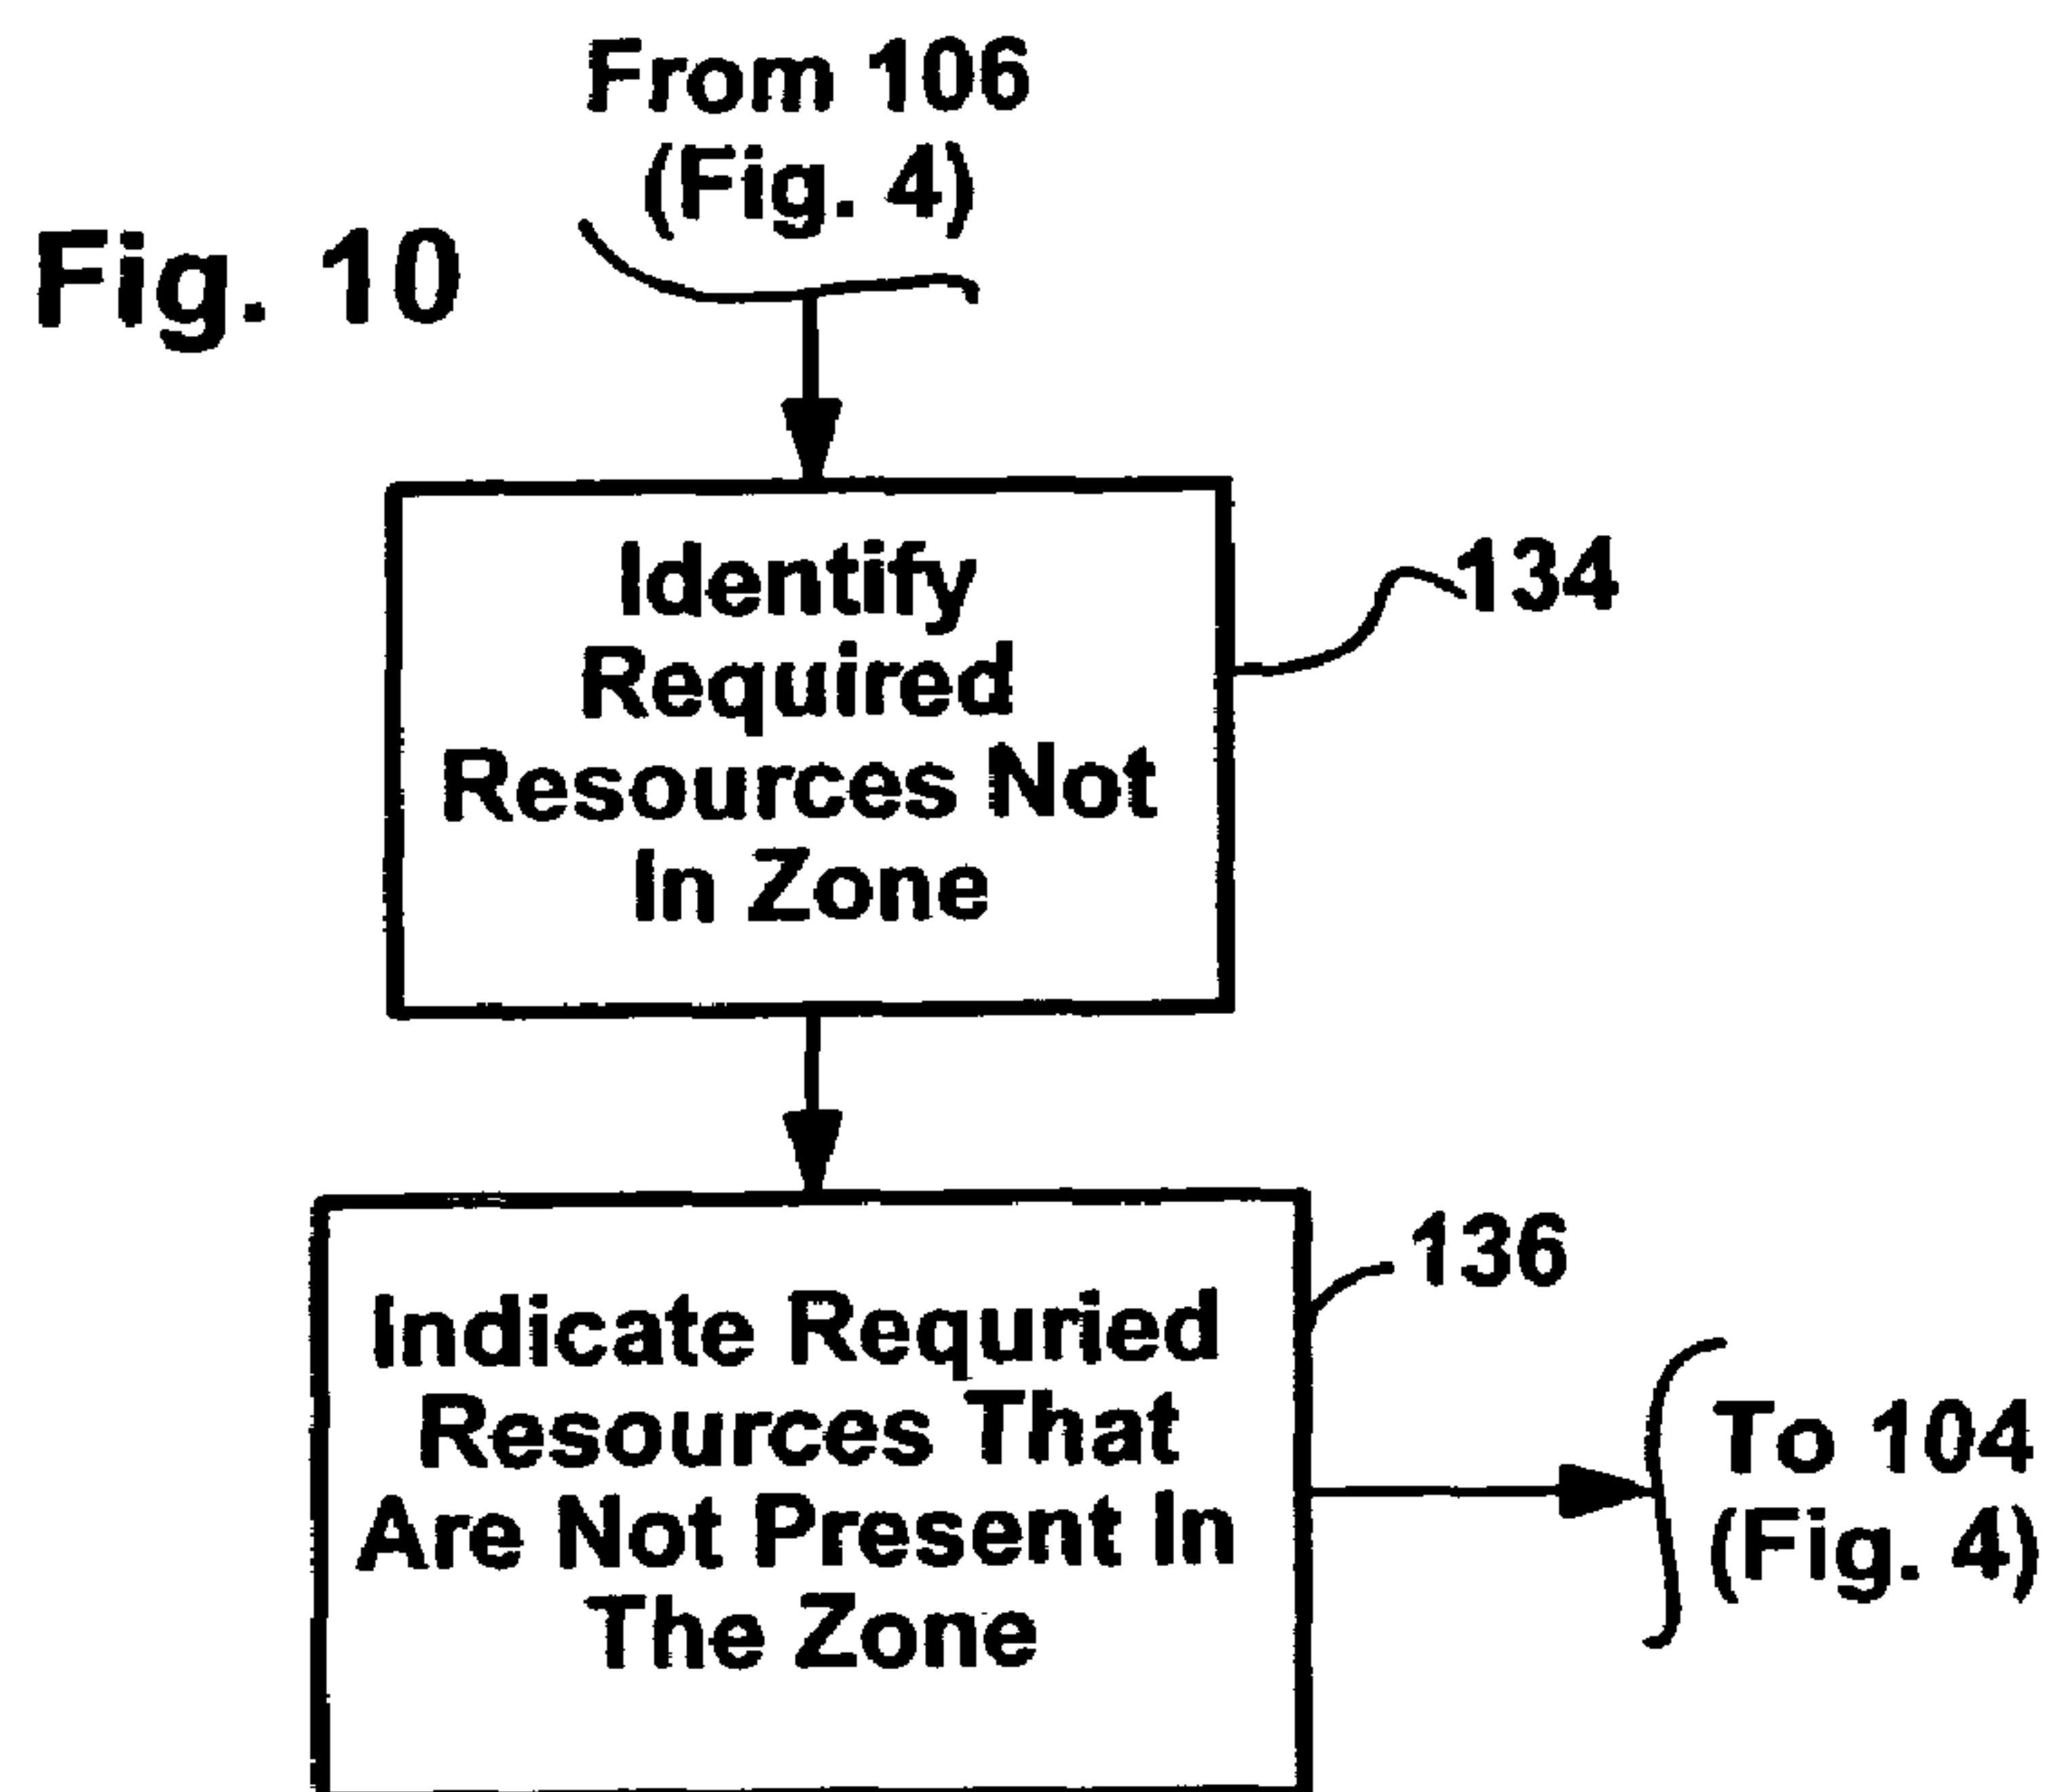 From 106
(Fig. 4)
Fig. 10
Identify
Required
Resources Not
In Zone
134
Indicate Requried
Resources That
Are Not Present In
The Zone
136
To 104
(Fig. 4)